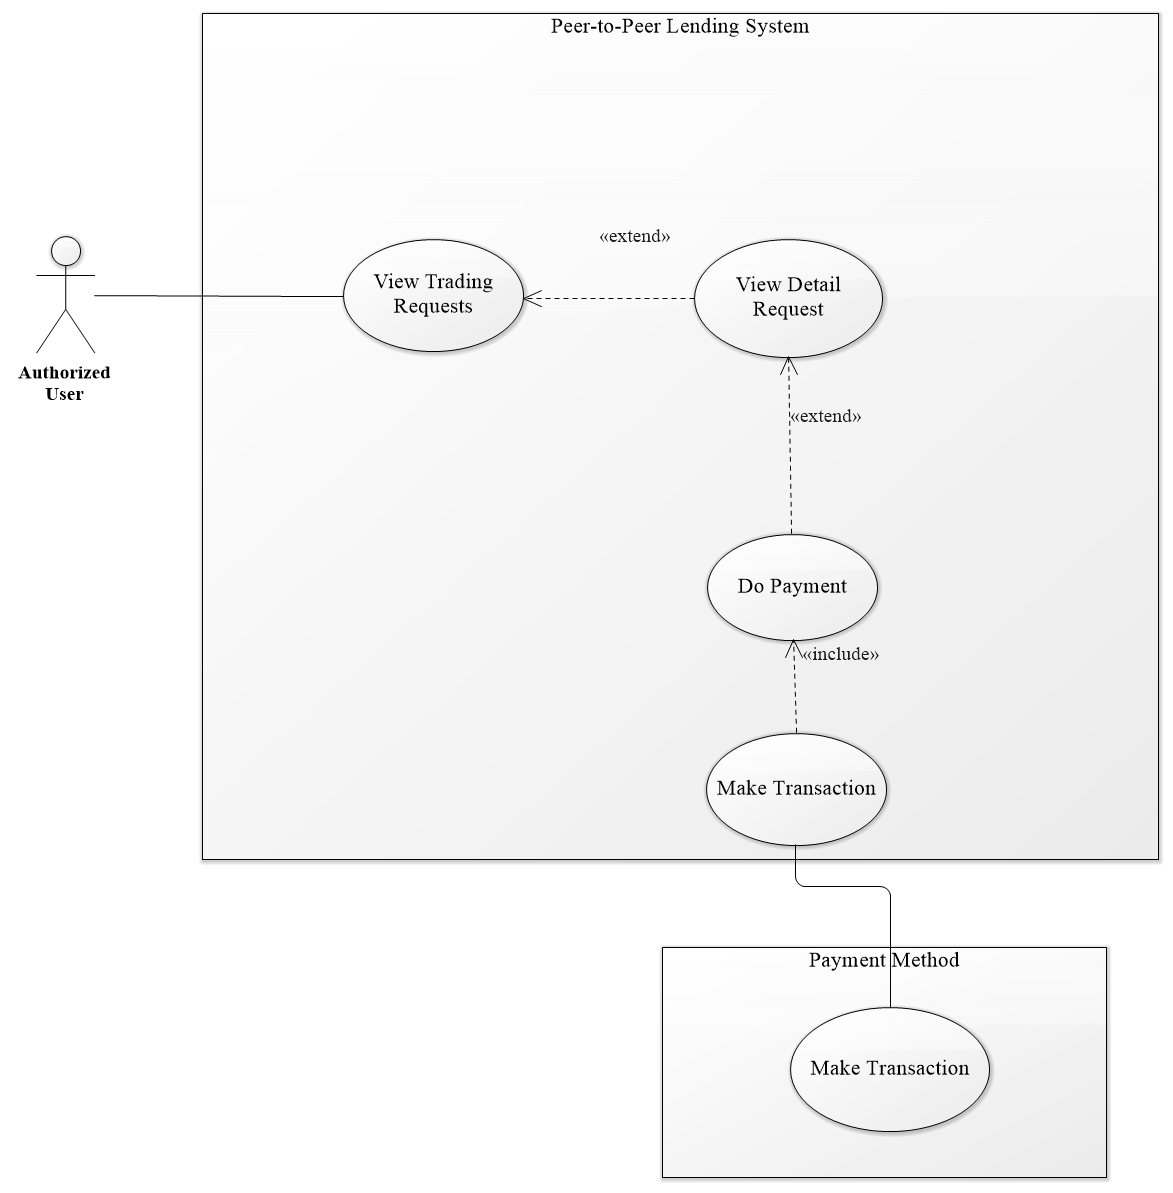 Peer-to-Peer Lending System
«extend»
View Trading
Requests
View Detail
Request
Authorized
User
«extend»
Do Payment
«include»
Make Transaction
Payment Method
Make Transaction